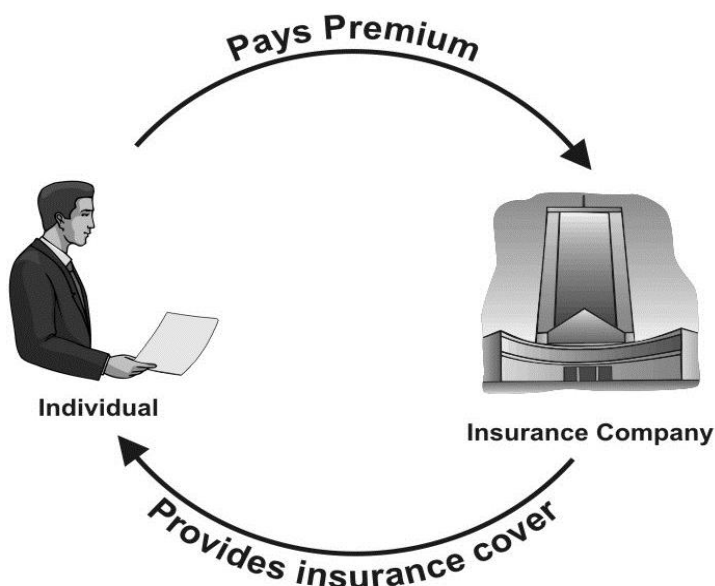 Pays Premium
Individual
Insurance Company
Provides insurance cover